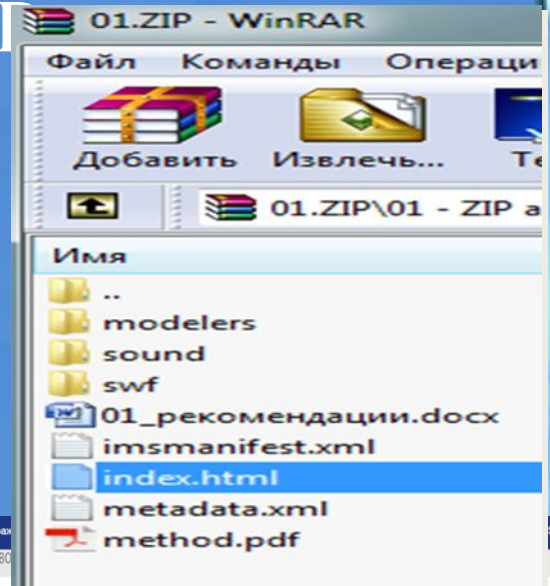 01.ZIP - WinRAR
Файл Команды Операци
Добавить Извлечь... Те
01.ZIP\01 - ZIP a
Имя
..
modelers
sound
swf
01_рекомендации.docx
imsmanifest.xml
index.html
metadata.xml
method.pdf